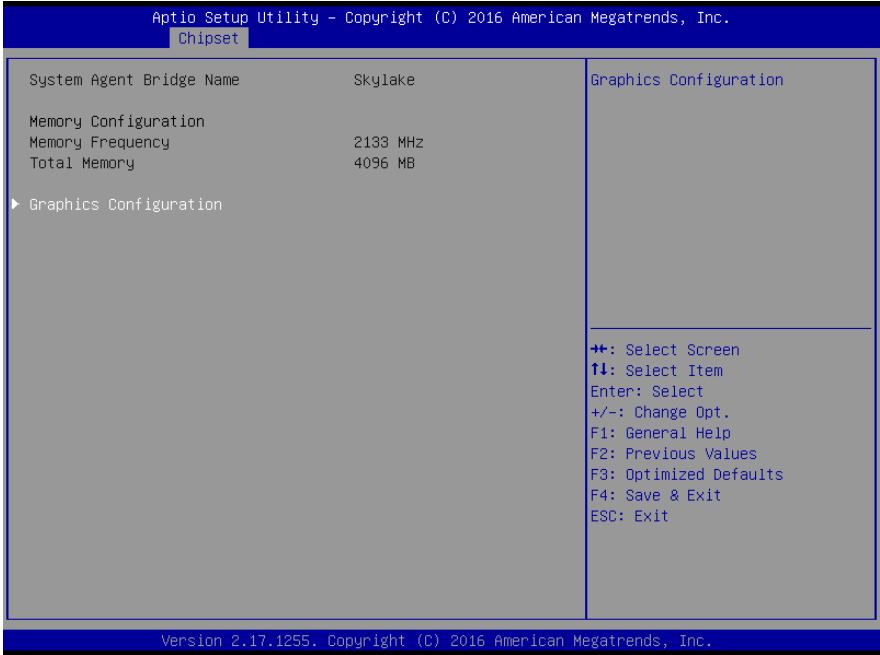 Aptio Setup Utility – Copyright (C) 2016 American Megatrends, Inc.
Chipset
System Agent Bridge Name Skylake
Memory Configuration
Memory Frequency 2133 MHz
Total Memory 4096 MB
Graphics Configuration
Graphics Configuration
→←: Select Screen
↑↓: Select Item
Enter: Select
+/-: Change Opt.
F1: General Help
F2: Previous Values
F3: Optimized Defaults
F4: Save & Exit
ESC: Exit
Version 2.17.1255. Copyright (C) 2016 American Megatrends, Inc.